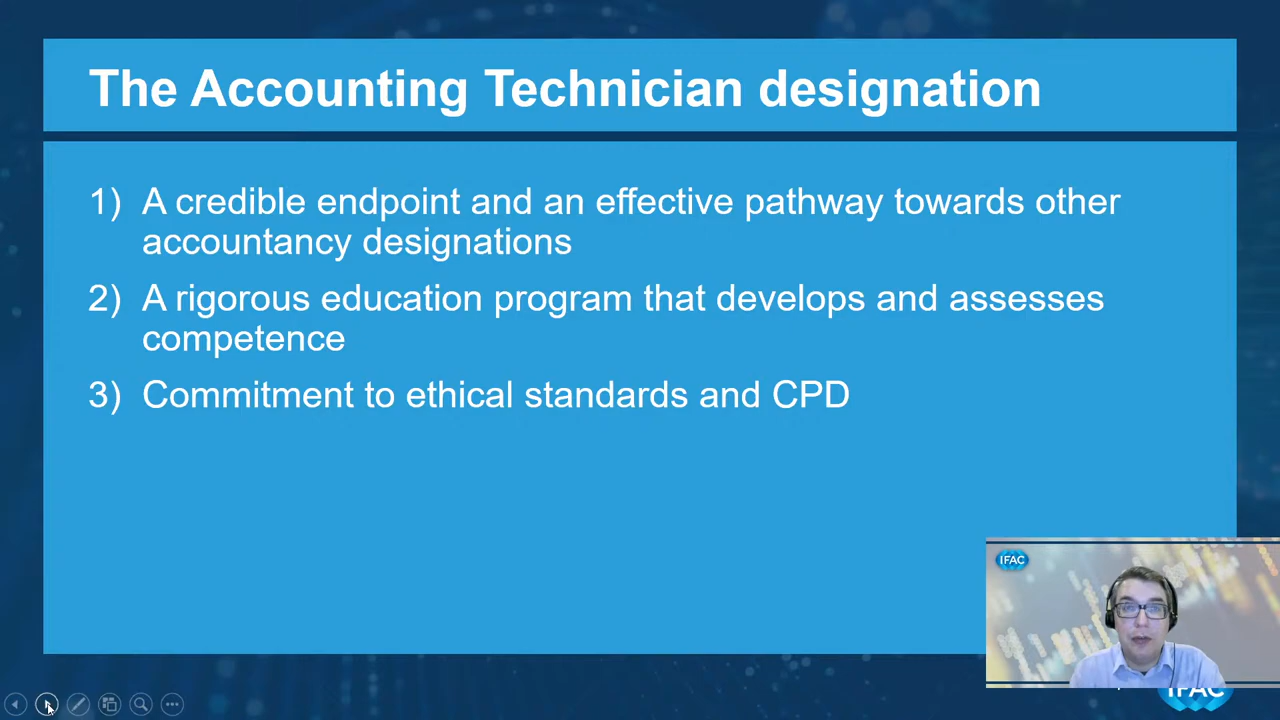 The Accounting Technician designation
1) A credible endpoint and an effective pathway towards other
accountancy designations
2) A rigorous education program that develops and assesses
competence
3) Commitment to ethical standards and CPD
IFAC
IFAC